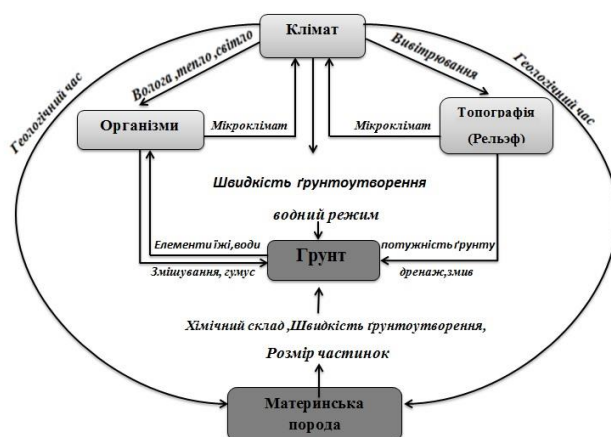 Клімат
Волога ,тепло ,світло
Вивітрювання
Геологічний час
Геологічний час
Організми
Мікроклімат
Мікроклімат
Топографія
(Рельэф)
Швидкість ґрунтоутворення
водний режим
Елементи їжі,води
потужність ґрунту
Грунт
Змішування, гумус
дренаж,змив
Хімічний склад ,Швидкість ґрунтоутворення,
Розмір частинок
Материнська
порода